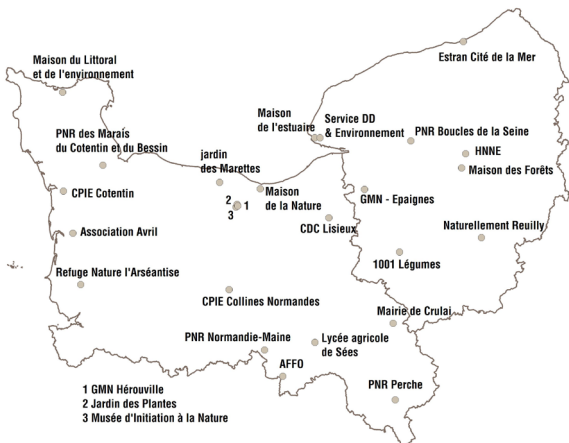 Estran Cité de la Mer
Maison du Littoral
et de l'environnement
Maison
de l'estuaire
Service DD
& Environnement
PNR Boucles de la Seine
HNNE
Maison des Forêts
PNR des Marais
du Cotentin et du Bessin
jardin
des Marettes
CPIE Cotentin
2
1
3
Maison
de la Nature
GMN - Epaignes
CDC Lisieux
Naturellement Reuilly
Association Avril
1001 Légumes
Refuge Nature l'Arséantise
CPIE Collines Normandes
Mairie de Crulai
PNR Normandie-Maine
Lycée agricole
de Sées
AFFO
PNR Perche
1 GMN Hérouville
2 Jardin des Plantes
3 Musée d'Initiation à la Nature